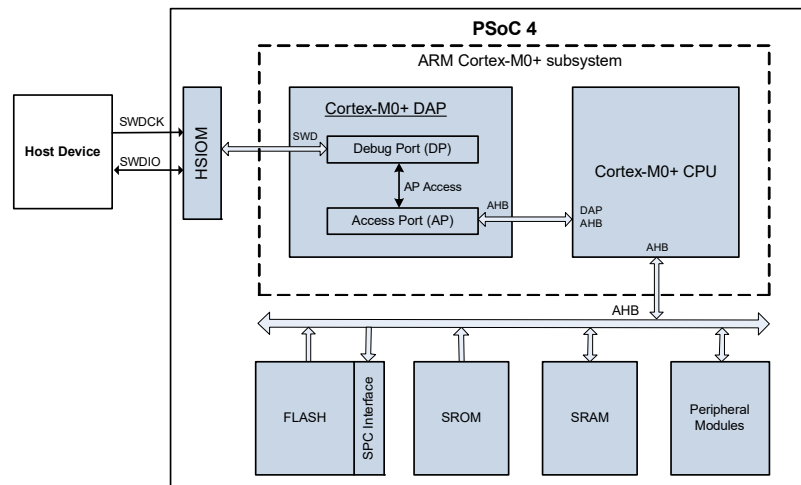 PSoC 4
ARM Cortex-M0+ subsystem
Cortex-M0+ DAP
SWDCK
Host Device
SWDIO
HSIOM
SWD
Debug Port (DP)
AP Access
Access Port (AP)
AHB
Cortex-M0+ CPU
DAP
AHB
AHB
AHB
FLASH
SPC Interface
SROM
SRAM
Peripheral
Modules